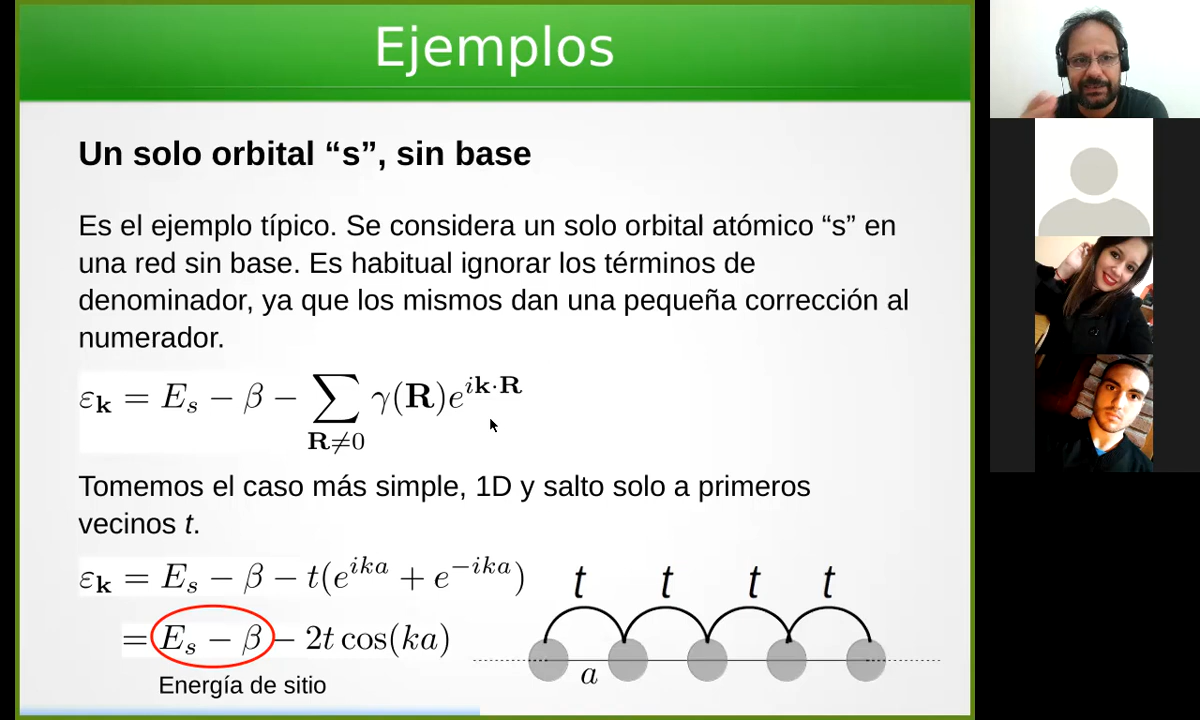 Ejemplos
Un solo orbital “s”, sin base
Es el ejemplo típico. Se considera un solo orbital atómico “s” en
una red sin base. Es habitual ignorar los términos de
denominador, ya que los mismos dan una pequeña corrección al
numerador.
ε_𝐤 = E_s − β − ∑_{𝐑≠0} γ(𝐑)e^{i𝐤·𝐑}
Tomemos el caso más simple, 1D y salto solo a primeros
vecinos t.
ε_𝐤 = E_s − β − t(e^{ika} + e^{−ika})
= E_s − β − 2t cos(ka)
Energía de sitio
t t t t
a